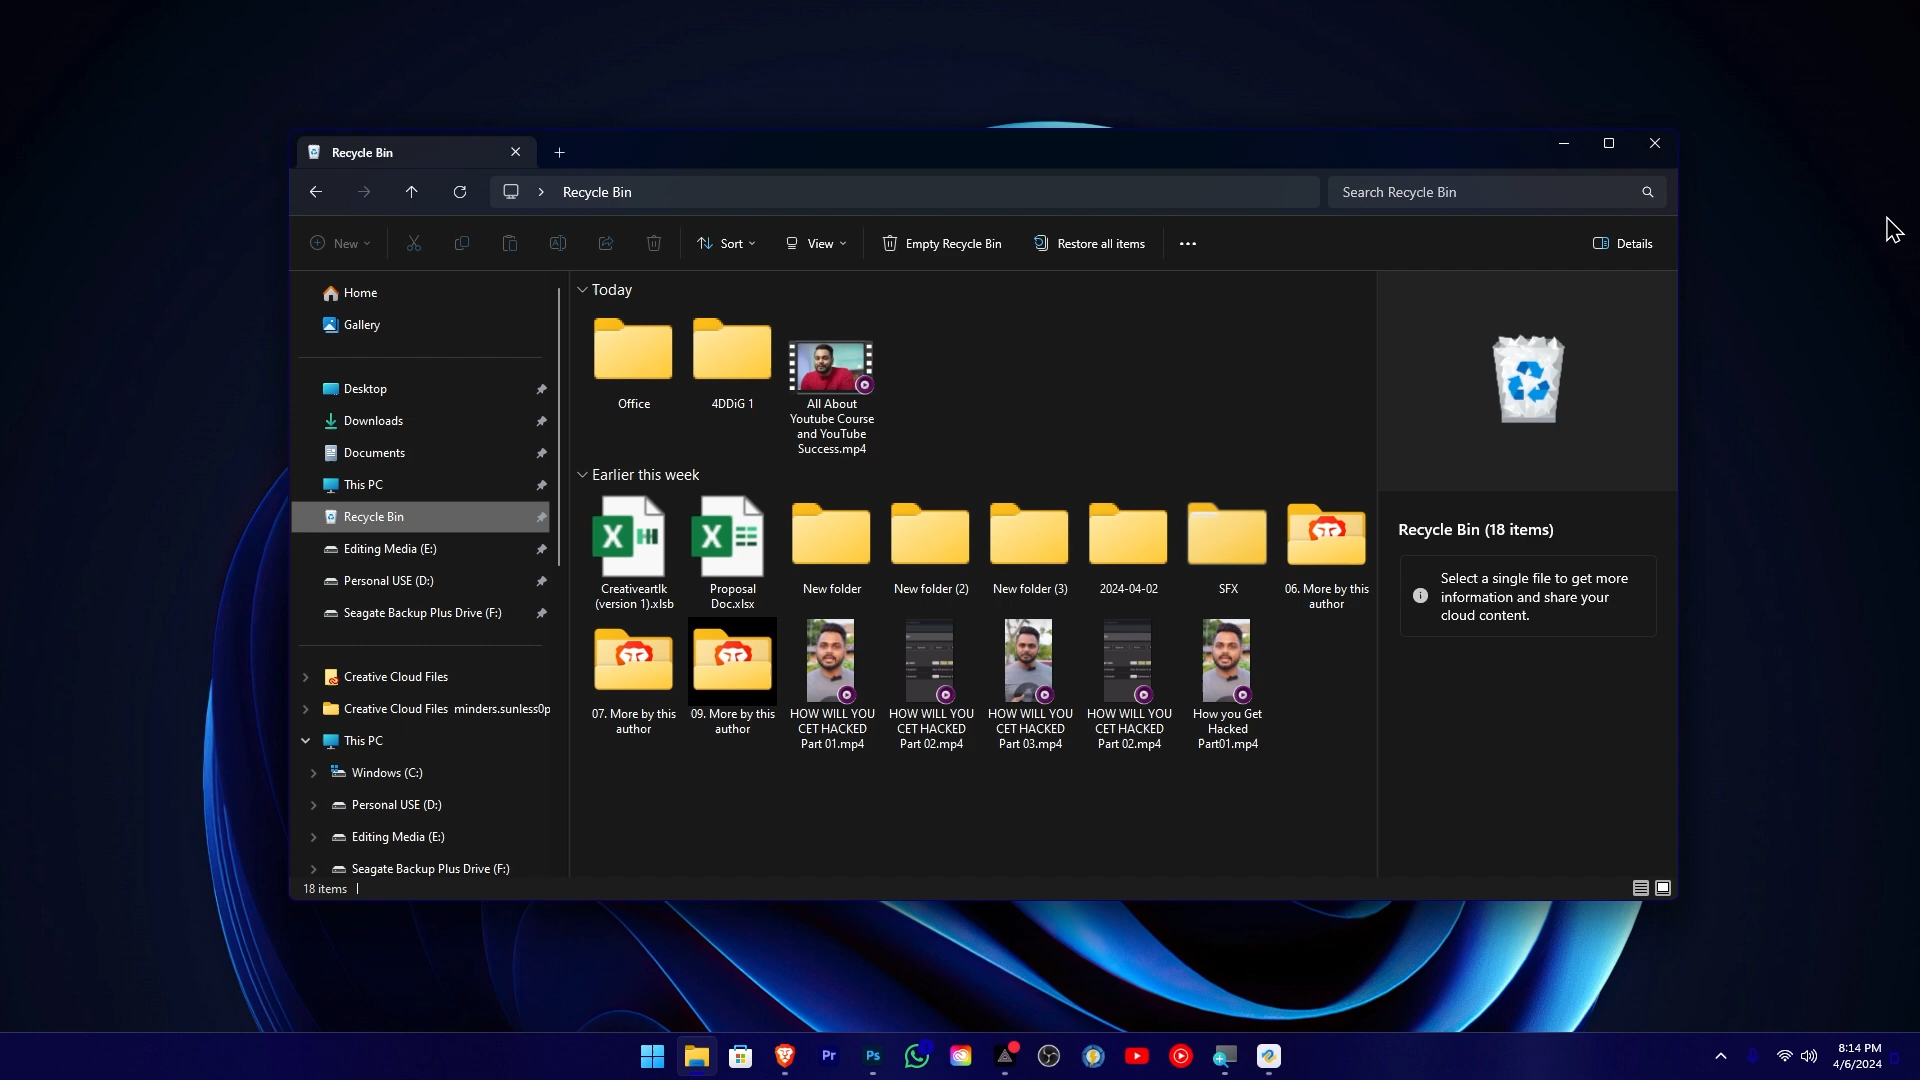 Recycle Bin
Recycle Bin
Search Recycle Bin
New
Sort
View
Empty Recycle Bin
Restore all items
Details
Home
Gallery
Desktop
Downloads
Documents
This PC
Recycle Bin
Editing Media (E:)
Personal USE (D:)
Seagate Backup Plus Drive (F:)
Creative Cloud Files
Creative Cloud Files minders.sunless0p
This PC
Windows (C:)
Personal USE (D:)
Editing Media (E:)
Seagate Backup Plus Drive (F:)
Today
Office
4DDiG 1
All About
Youtube Course
and YouTube
Success.mp4
Earlier this week
Creativeartlk
(version 1).xlsb
Proposal
Doc.xlsx
New folder
New folder (2)
New folder (3)
2024-04-02
SFX
06. More by this
author
07. More by this
author
09. More by this
author
HOW WILL YOU
CET HACKED
Part 01.mp4
HOW WILL YOU
CET HACKED
Part 02.mp4
HOW WILL YOU
CET HACKED
Part 03.mp4
HOW WILL YOU
CET HACKED
Part 02.mp4
How you Get
Hacked
Part01.mp4
Recycle Bin (18 items)
Select a single file to get more
information and share your
cloud content.
18 items
Pr
Ps
8:14 PM
4/6/2024